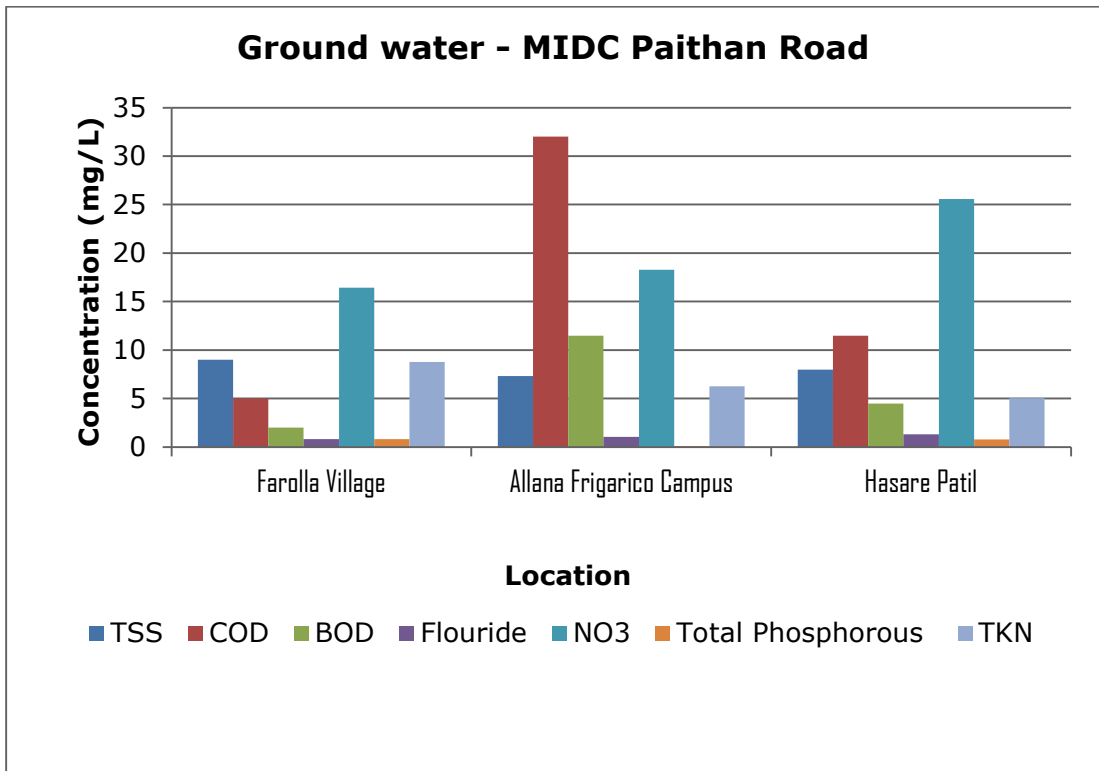 Ground water - MIDC Paithan Road
Concentration (mg/L)
35
30
25
20
15
10
5
0
Farolla Village Allana Frigarico Campus Hasare Patil
Location
TSS COD BOD Flouride NO3 Total Phosphorous TKN